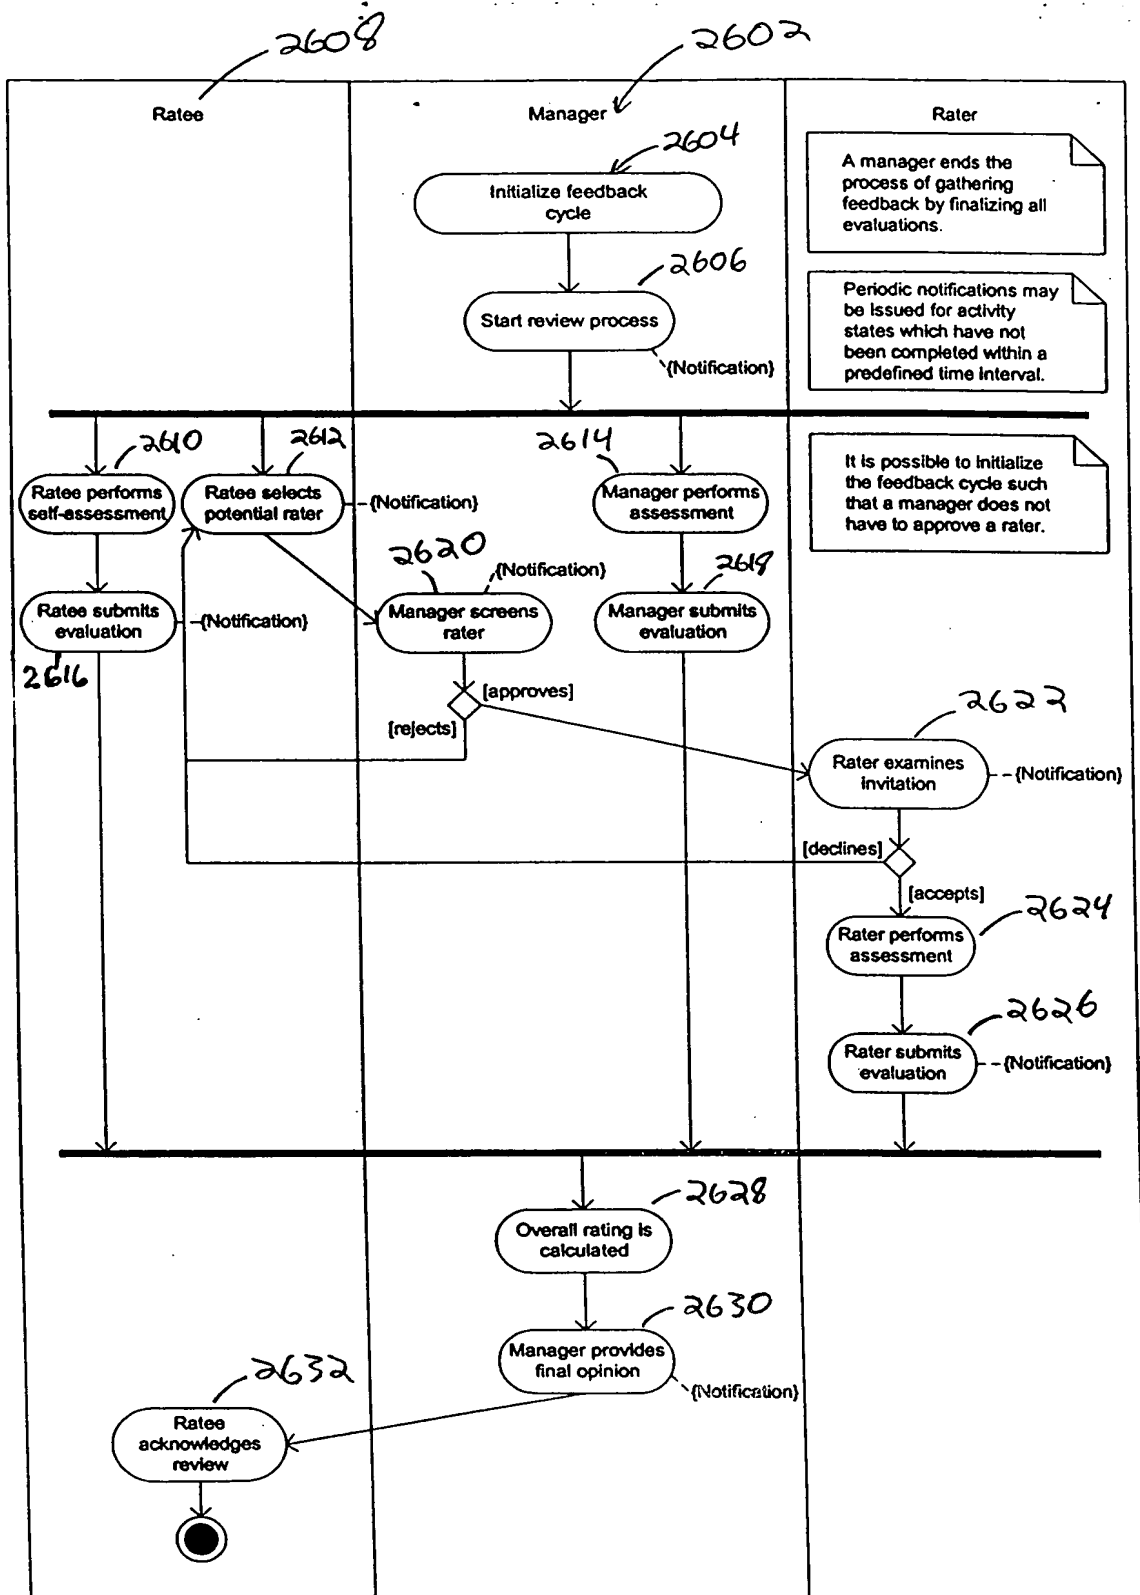 2608
2602
Ratee
Manager
Rater
2604
Initialize feedback
cycle
A manager ends the
process of gathering
feedback by finalizing all
evaluations.
2606
Start review process
{Notification}
Periodic notifications may
be issued for activity
states which have not
been completed within a
predefined time interval.
2610
2612
2614
Ratee performs
self-assessment
Ratee selects
potential rater
{Notification}
Manager performs
assessment
It is possible to initialize
the feedback cycle such
that a manager does not
have to approve a rater.
2620
{Notification}
2618
Ratee submits
evaluation
{Notification}
Manager screens
rater
Manager submits
evaluation
2616
[approves]
[rejects]
2622
Rater examines
invitation
{Notification}
[declines]
[accepts]
2624
Rater performs
assessment
2626
Rater submits
evaluation
{Notification}
2628
Overall rating is
calculated
2630
Manager provides
final opinion
{Notification}
2632
Ratee
acknowledges
review